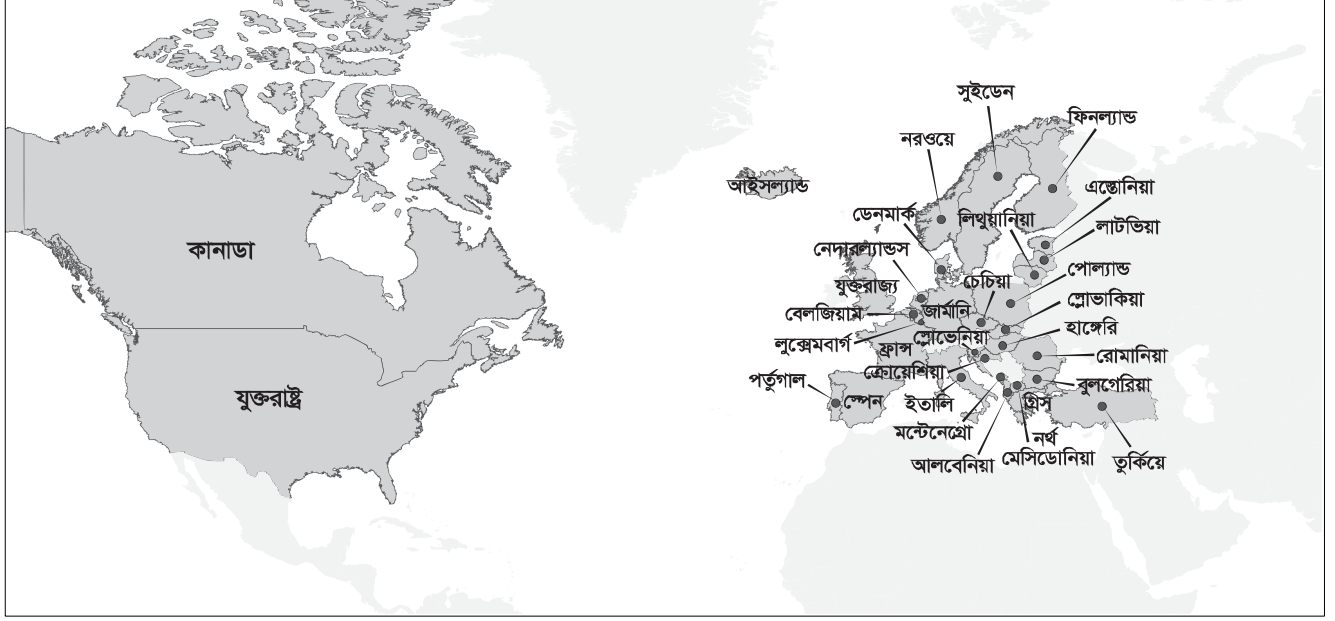 সুইডেন
ফিনল্যান্ড
নরওয়ে
আইসল্যান্ড
এস্তোনিয়া
ডেনমার্ক
লিথুয়ানিয়া
লাটভিয়া
কানাডা
নেদারল্যান্ডস
পোল্যান্ড
চেচিয়া
যুক্তরাজ্য
স্লোভাকিয়া
বেলজিয়াম
জার্মানি
হাঙ্গেরি
স্লোভেনিয়া
লুক্সেমবার্গ
ফ্রান্স
রোমানিয়া
ক্রোয়েশিয়া
পর্তুগাল
বুলগেরিয়া
যুক্তরাষ্ট্র
স্পেন
ইতালি
গ্রিস
মন্টেনেগ্রো
নর্থ
মেসিডোনিয়া
আলবেনিয়া
তুর্কিয়ে